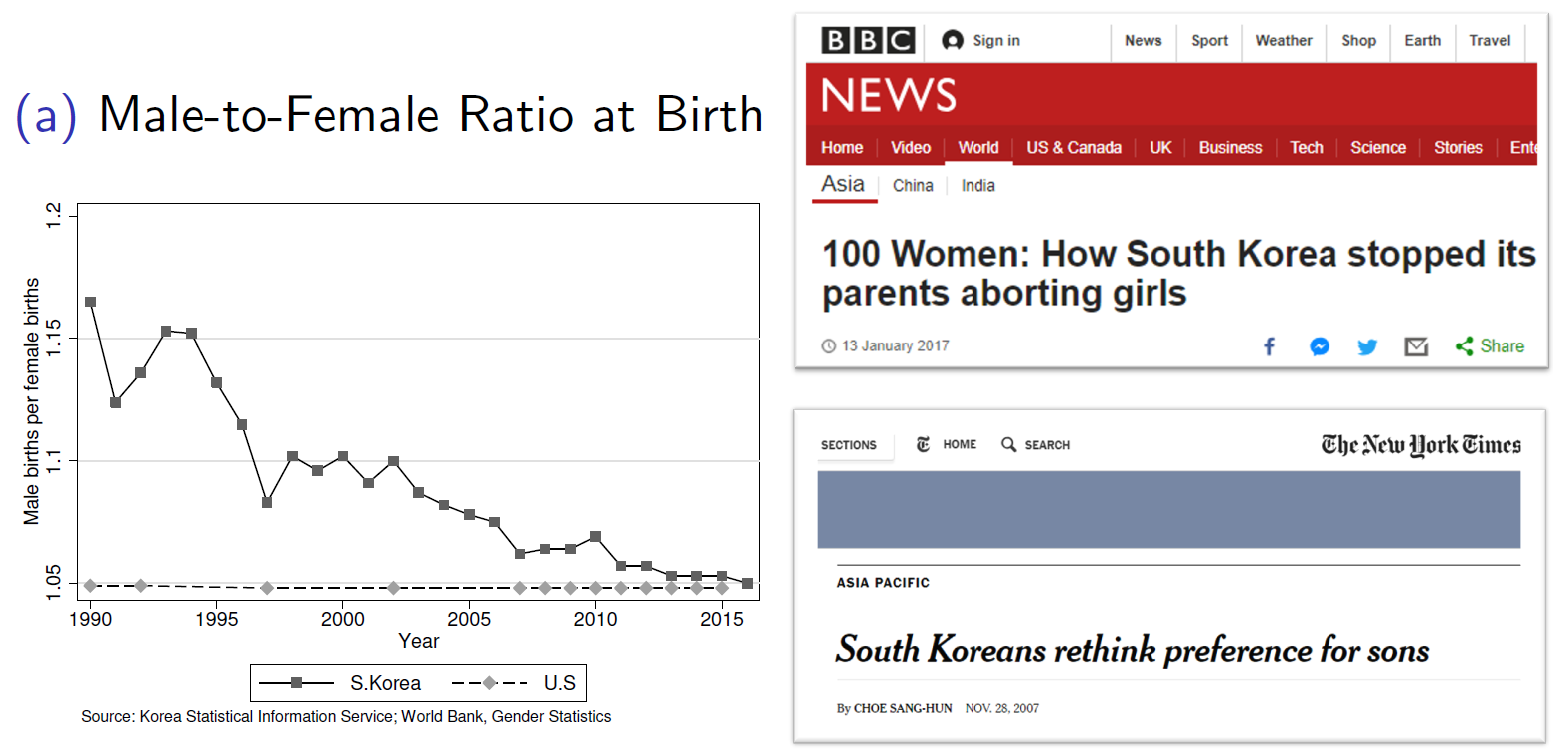 (a) Male-to-Female Ratio at Birth
Male births per female births
1.2
1.15
1.1
1.05
1990 1995 2000 2005 2010 2015
Year
S.Korea U.S
Source: Korea Statistical Information Service; World Bank, Gender Statistics
BBC Sign in News Sport Weather Shop Earth Travel
NEWS
Home Video World US & Canada UK Business Tech Science Stories Ente
Asia China India
100 Women: How South Korea stopped its
parents aborting girls
13 January 2017 Share
SECTIONS HOME SEARCH The New York Times
ASIA PACIFIC
South Koreans rethink preference for sons
By CHOE SANG-HUN NOV. 28, 2007